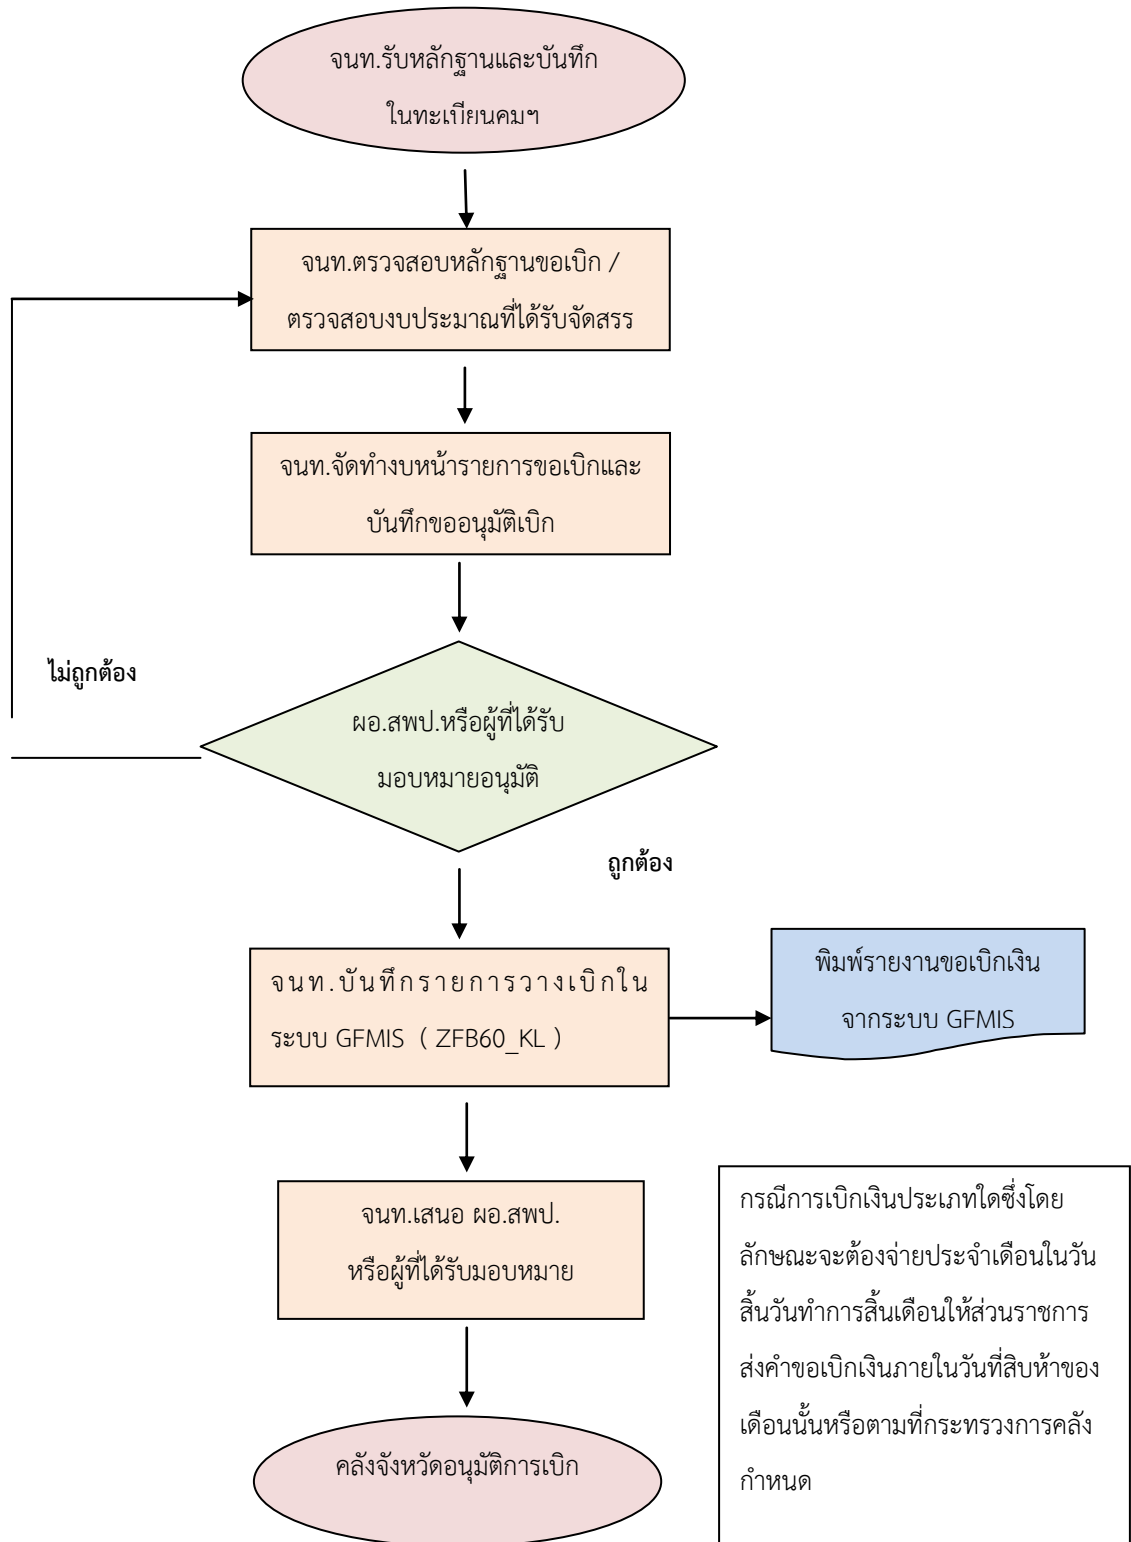 จนท.รับหลักฐานและบันทึก
ในทะเบียนคมฯ
จนท.ตรวจสอบหลักฐานขอเบิก /
ตรวจสอบงบประมาณที่ได้รับจัดสรร
จนท.จัดทำงบหน้ารายการขอเบิกและ
บันทึกขออนุมัติเบิก
ไม่ถูกต้อง
ผอ.สพป.หรือผู้ที่ได้รับ
มอบหมายอนุมัติ
ถูกต้อง
จนท.บันทึกรายการวางเบิกใน
ระบบ GFMIS ( ZFB60_KL )
พิมพ์รายงานขอเบิกเงิน
จากระบบ GFMIS
จนท.เสนอ ผอ.สพป.
หรือผู้ที่ได้รับมอบหมาย
กรณีการเบิกเงินประเภทใดซึ่งโดย
ลักษณะจะต้องจ่ายประจำเดือนในวัน
สิ้นวันทำการสิ้นเดือนให้ส่วนราชการ
ส่งคำขอเบิกเงินภายในวันที่สิบห้าของ
เดือนนั้นหรือตามที่กระทรวงการคลัง
กำหนด
คลังจังหวัดอนุมัติการเบิก